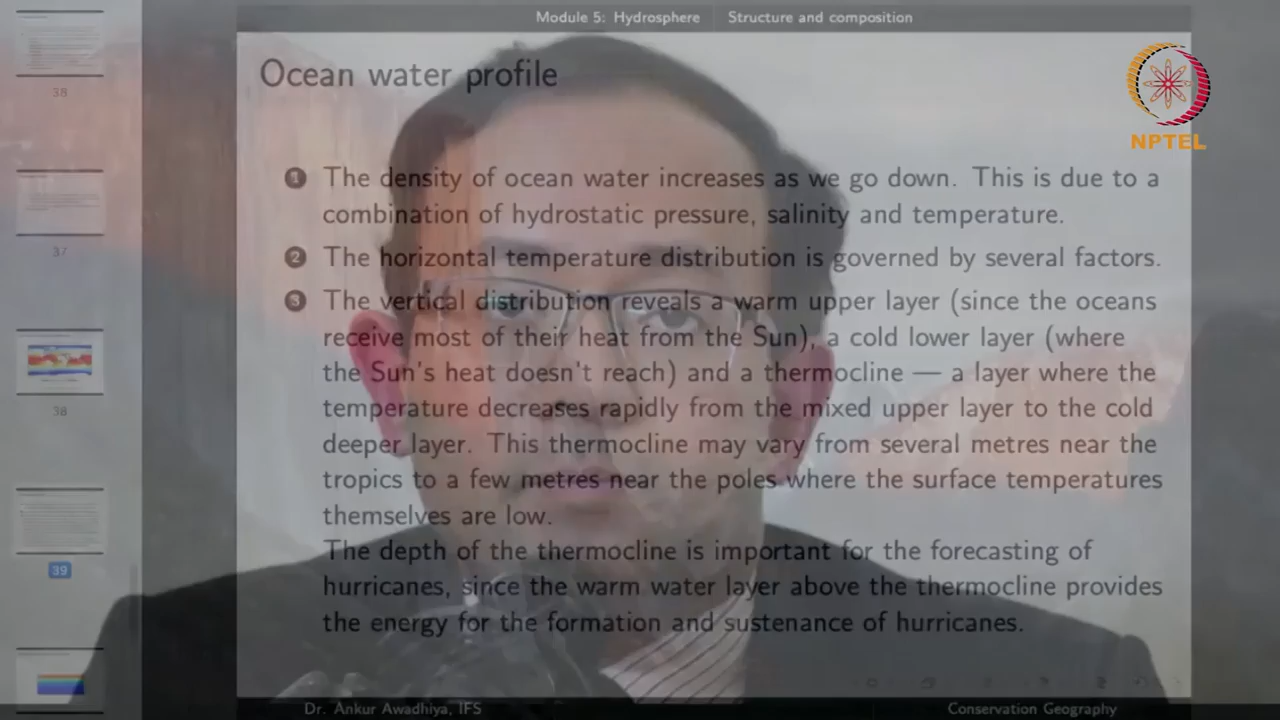 Module 5: Hydrosphere Structure and composition
Ocean water profile
NPTEL
1 The density of ocean water increases as we go down. This is due to a
combination of hydrostatic pressure, salinity and temperature.
2 The horizontal temperature distribution is governed by several factors.
3 The vertical distribution reveals a warm upper layer (since the oceans
receive most of their heat from the Sun), a cold lower layer (where
the Sun's heat doesn't reach) and a thermocline — a layer where the
temperature decreases rapidly from the mixed upper layer to the cold
deeper layer. This thermocline may vary from several metres near the
tropics to a few metres near the poles where the surface temperatures
themselves are low.
The depth of the thermocline is important for the forecasting of
hurricanes, since the warm water layer above the thermocline provides
the energy for the formation and sustenance of hurricanes.
38
37
38
39
Dr. Ankur Awadhiya, IFS Conservation Geography